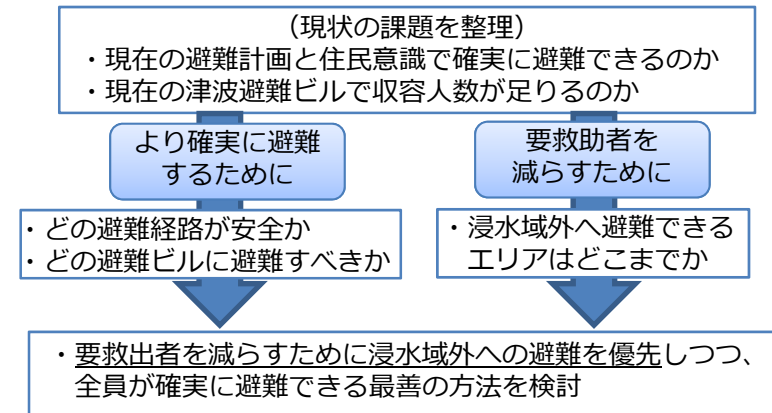 （現状の課題を整理）
・現在の避難計画と住民意識で確実に避難できるのか
・現在の津波避難ビルで収容人数が足りるのか
より確実に避難
するために
要救助者を
減らすために
・どの避難経路が安全か
・どの避難ビルに避難すべきか
・浸水域外へ避難できる
エリアはどこまでか
・要救出者を減らすために浸水域外への避難を優先しつつ、
全員が確実に避難できる最善の方法を検討